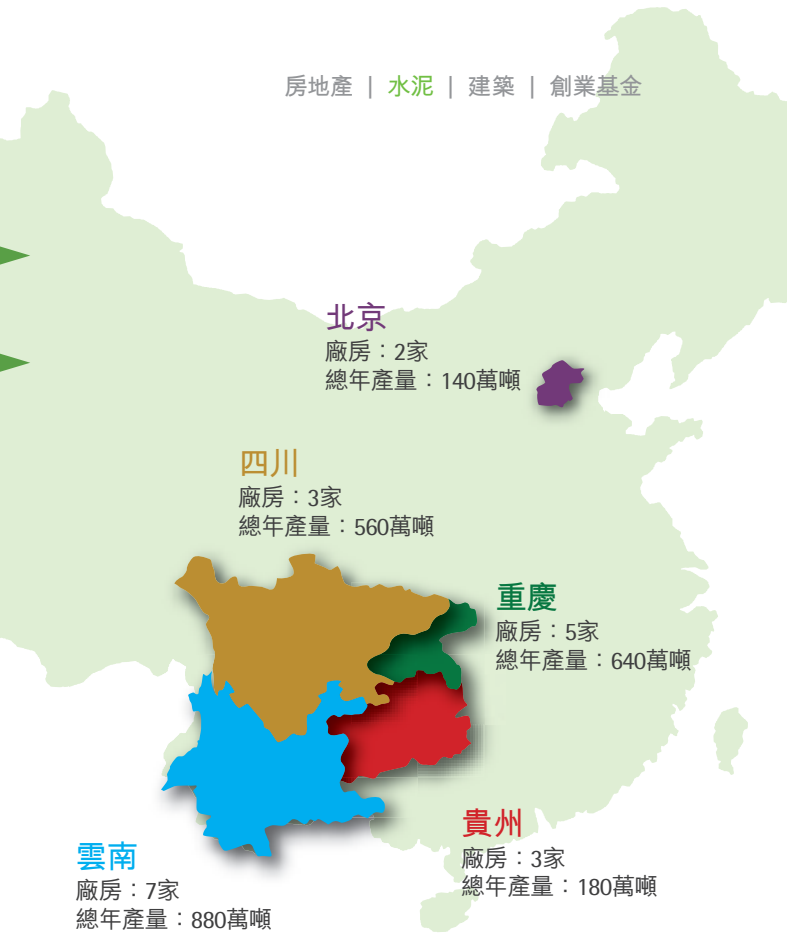 房地產 | 水泥 | 建築 | 創業基金
北京
廠房：2家
總年產量：140萬噸
四川
廠房：3家
總年產量：560萬噸
重慶
廠房：5家
總年產量：640萬噸
貴州
廠房：3家
總年產量：180萬噸
雲南
廠房：7家
總年產量：880萬噸